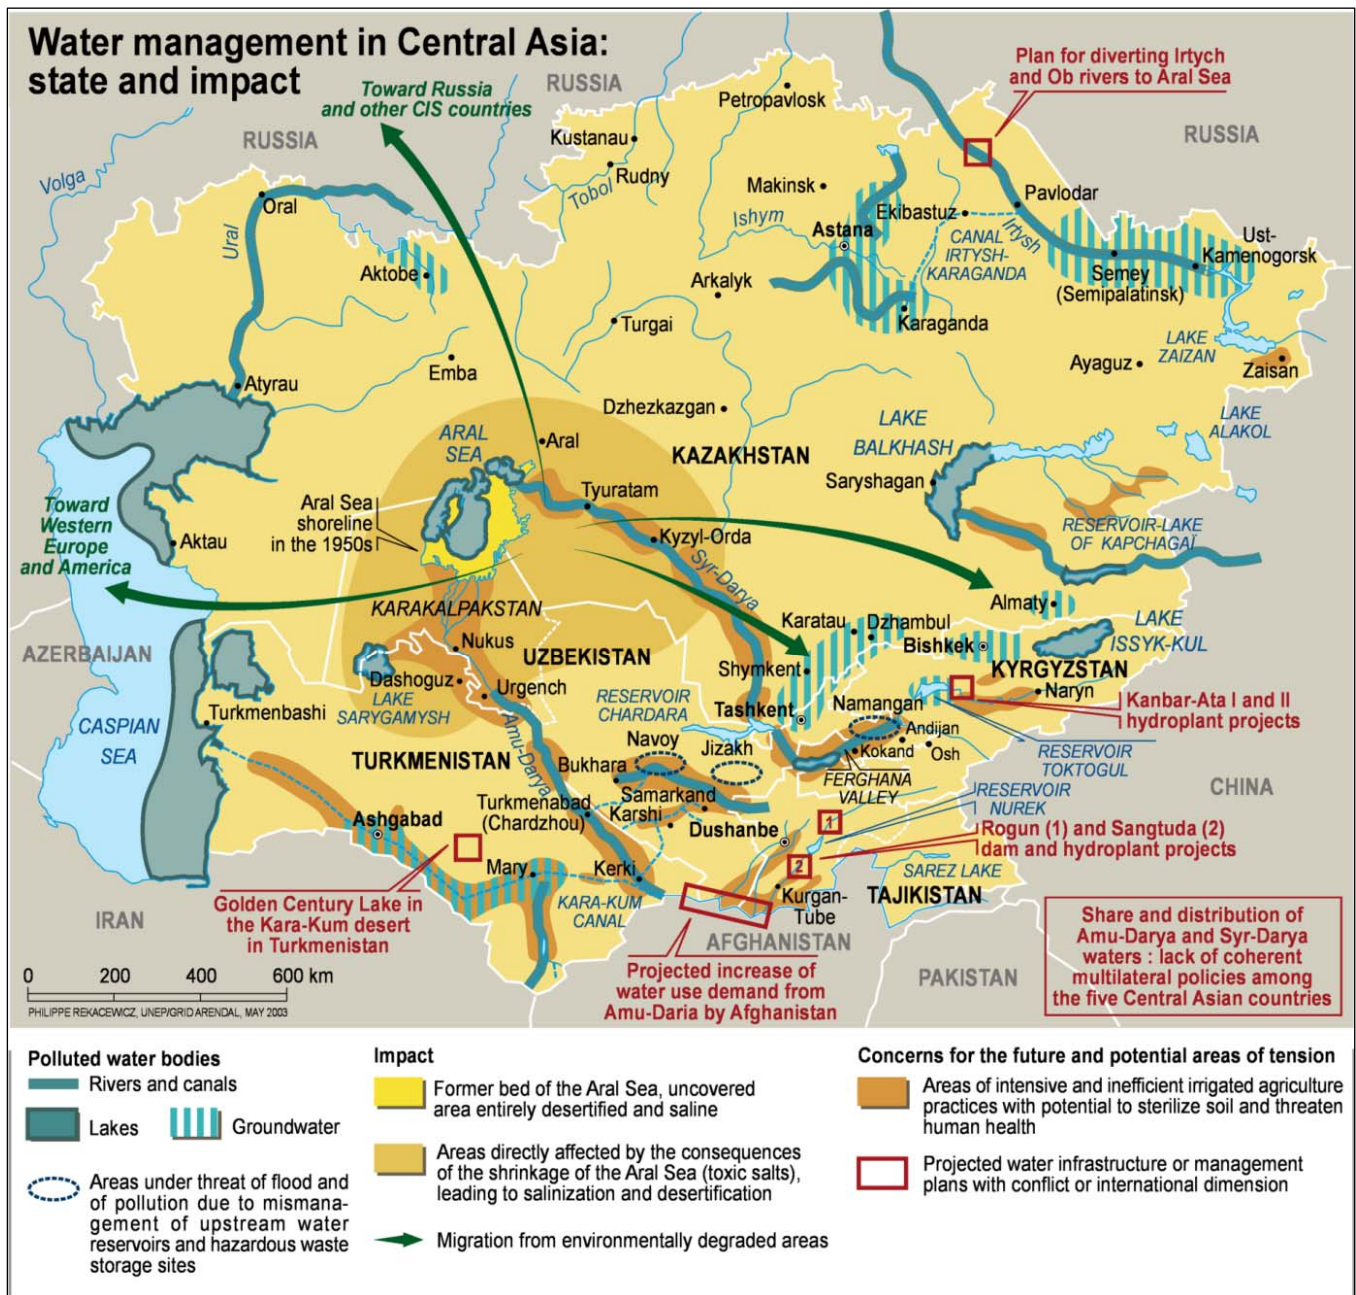 Water management in Central Asia:
state and impact
Toward Russia
and other CIS countries
RUSSIA
RUSSIA
RUSSIA
Plan for diverting Irtych
and Ob rivers to Aral Sea
Petropavlosk
Kustanau
Rudny
Tobol
Volga
Oral
Ural
Makinsk
Ishym
Astana
Ekibastuz
Pavlodar
Irtysh
CANAL
IRTYSH-
KARAGANDA
Ust-
Kamenogorsk
Semey
(Semipalatinsk)
Aktobe
Arkalyk
Karaganda
Turgai
LAKE
ZAIZAN
Ayaguz
Zaisan
Emba
Atyrau
Dzhezkazgan
LAKE
BALKHASH
LAKE
ALAKOL
ARAL
SEA
Aral
KAZAKHSTAN
Saryshagan
Tyuratam
Aral Sea
shoreline
in the 1950s
Toward
Western
Europe
and America
Aktau
Kyzyl-Orda
Syr-Darya
RESERVOIR-LAKE
OF KAPCHAGAÏ
Almaty
KARAKALPAKSTAN
Karatau
Dzhambul
Bishkek
LAKE
ISSYK-KUL
AZERBAIJAN
Nukus
UZBEKISTAN
Shymkent
KYRGYZSTAN
Dashoguz
Urgench
LAKE
SARYGAMYSH
RESERVOIR
CHARDARA
Tashkent
Namangan
Naryn
Kanbar-Ata I and II
hydroplant projects
Turkmenbashi
CASPIAN
SEA
Amu-Darya
Navoy
Jizakh
Andijan
Kokand
Osh
RESERVOIR
TOKTOGUL
TURKMENISTAN
Bukhara
FERGHANA
VALLEY
CHINA
Samarkand
Karshi
RESERVOIR
NUREK
Turkmenabad
(Chardzhou)
Ashgabad
Dushanbe
1
Rogun (1) and Sangtuda (2)
dam and hydroplant projects
Mary
Kerki
2
SAREZ LAKE
Kurgan-
Tube
TAJIKISTAN
Golden Century Lake in
the Kara-Kum desert
in Turkmenistan
KARA-KUM
CANAL
IRAN
AFGHANISTAN
PAKISTAN
Projected increase of
water use demand from
Amu-Daria by Afghanistan
Share and distribution of
Amu-Darya and Syr-Darya
waters : lack of coherent
multilateral policies among
the five Central Asian countries
0 200 400 600 km
PHILIPPE REKACEWICZ, UNEP/GRID ARENDAL, MAY 2003
Polluted water bodies
Rivers and canals
Lakes
Groundwater
Areas under threat of flood and
of pollution due to mismana-
gement of upstream water
reservoirs and hazardous waste
storage sites
Impact
Former bed of the Aral Sea, uncovered
area entirely desertified and saline
Areas directly affected by the consequences
of the shrinkage of the Aral Sea (toxic salts),
leading to salinization and desertification
Migration from environmentally degraded areas
Concerns for the future and potential areas of tension
Areas of intensive and inefficient irrigated agriculture
practices with potential to sterilize soil and threaten
human health
Projected water infrastructure or management
plans with conflict or international dimension